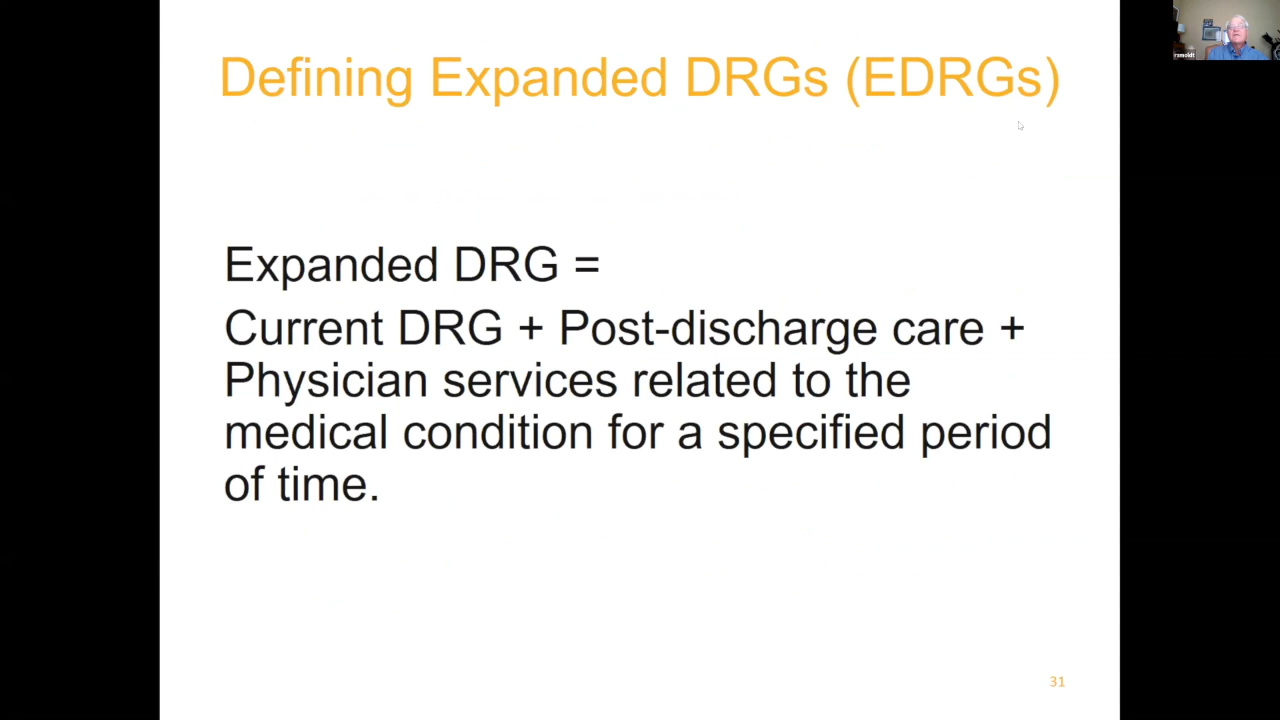 Defining Expanded DRGs (EDRGs)
rsmoldt
Expanded DRG =
Current DRG + Post-discharge care +
Physician services related to the
medical condition for a specified period
of time.
31